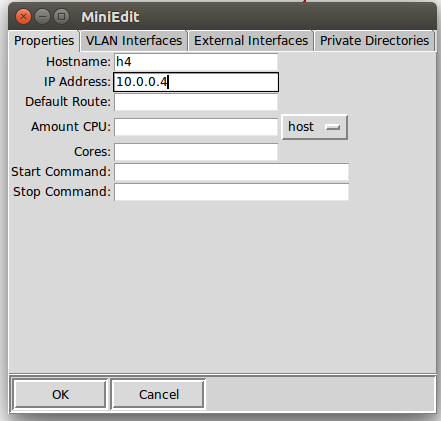 MiniEdit
Properties VLAN Interfaces External Interfaces Private Directories
Hostname: h4
IP Address: 10.0.0.4
Default Route:
Amount CPU: host
Cores:
Start Command:
Stop Command:
OK Cancel